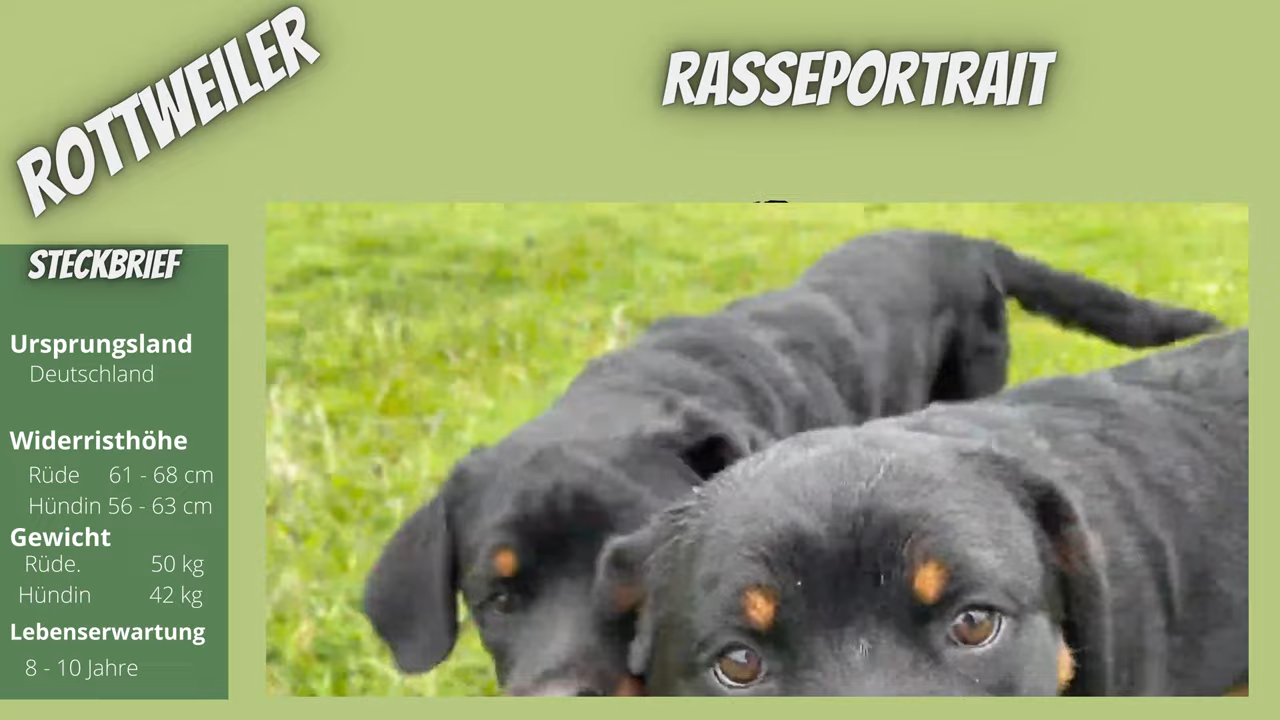 ROTTWEILER
RASSEPORTRAIT
STECKBRIEF
Ursprungsland
Deutschland
Widerristhöhe
Rüde 61 - 68 cm
Hündin 56 - 63 cm
Gewicht
Rüde. 50 kg
Hündin 42 kg
Lebenserwartung
8 - 10 Jahre